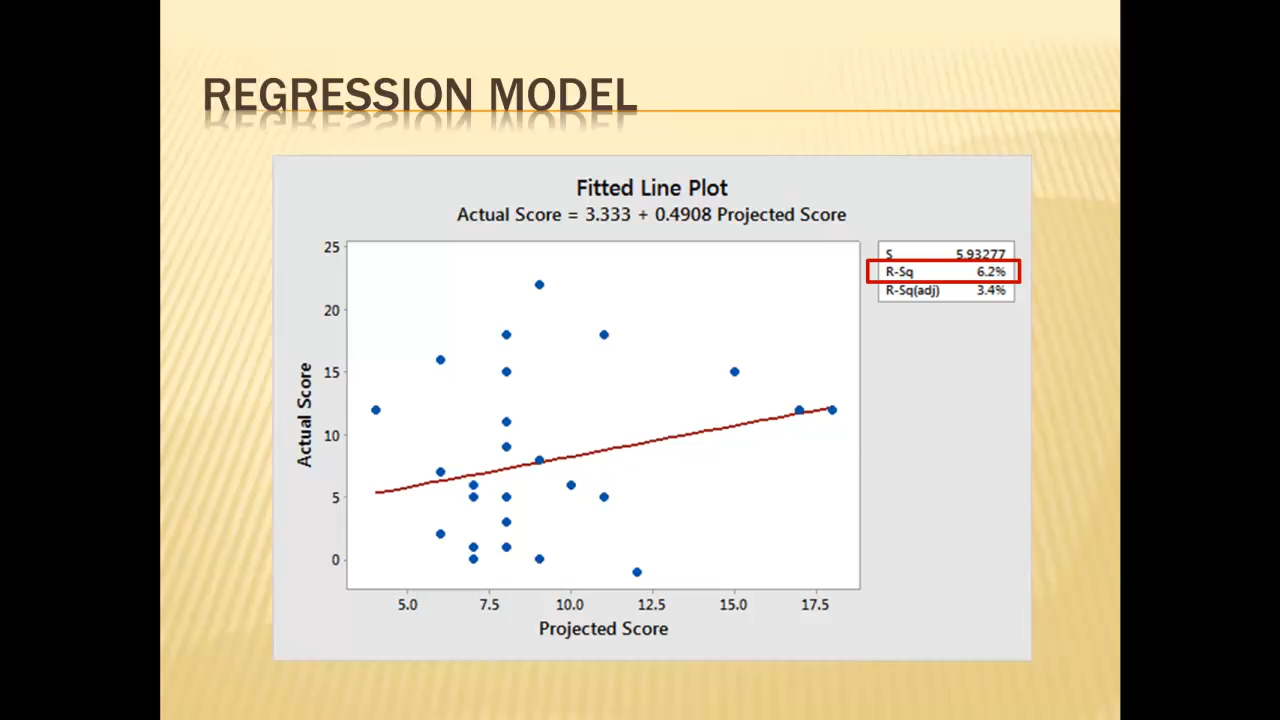 REGRESSION MODEL
Fitted Line Plot
Actual Score = 3.333 + 0.4908 Projected Score
S 5.93277
R-Sq 6.2%
R-Sq(adj) 3.4%
25
20
15
10
5
0
Actual Score
5.0 7.5 10.0 12.5 15.0 17.5
Projected Score